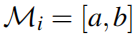 ℳᵢ = [a, b]